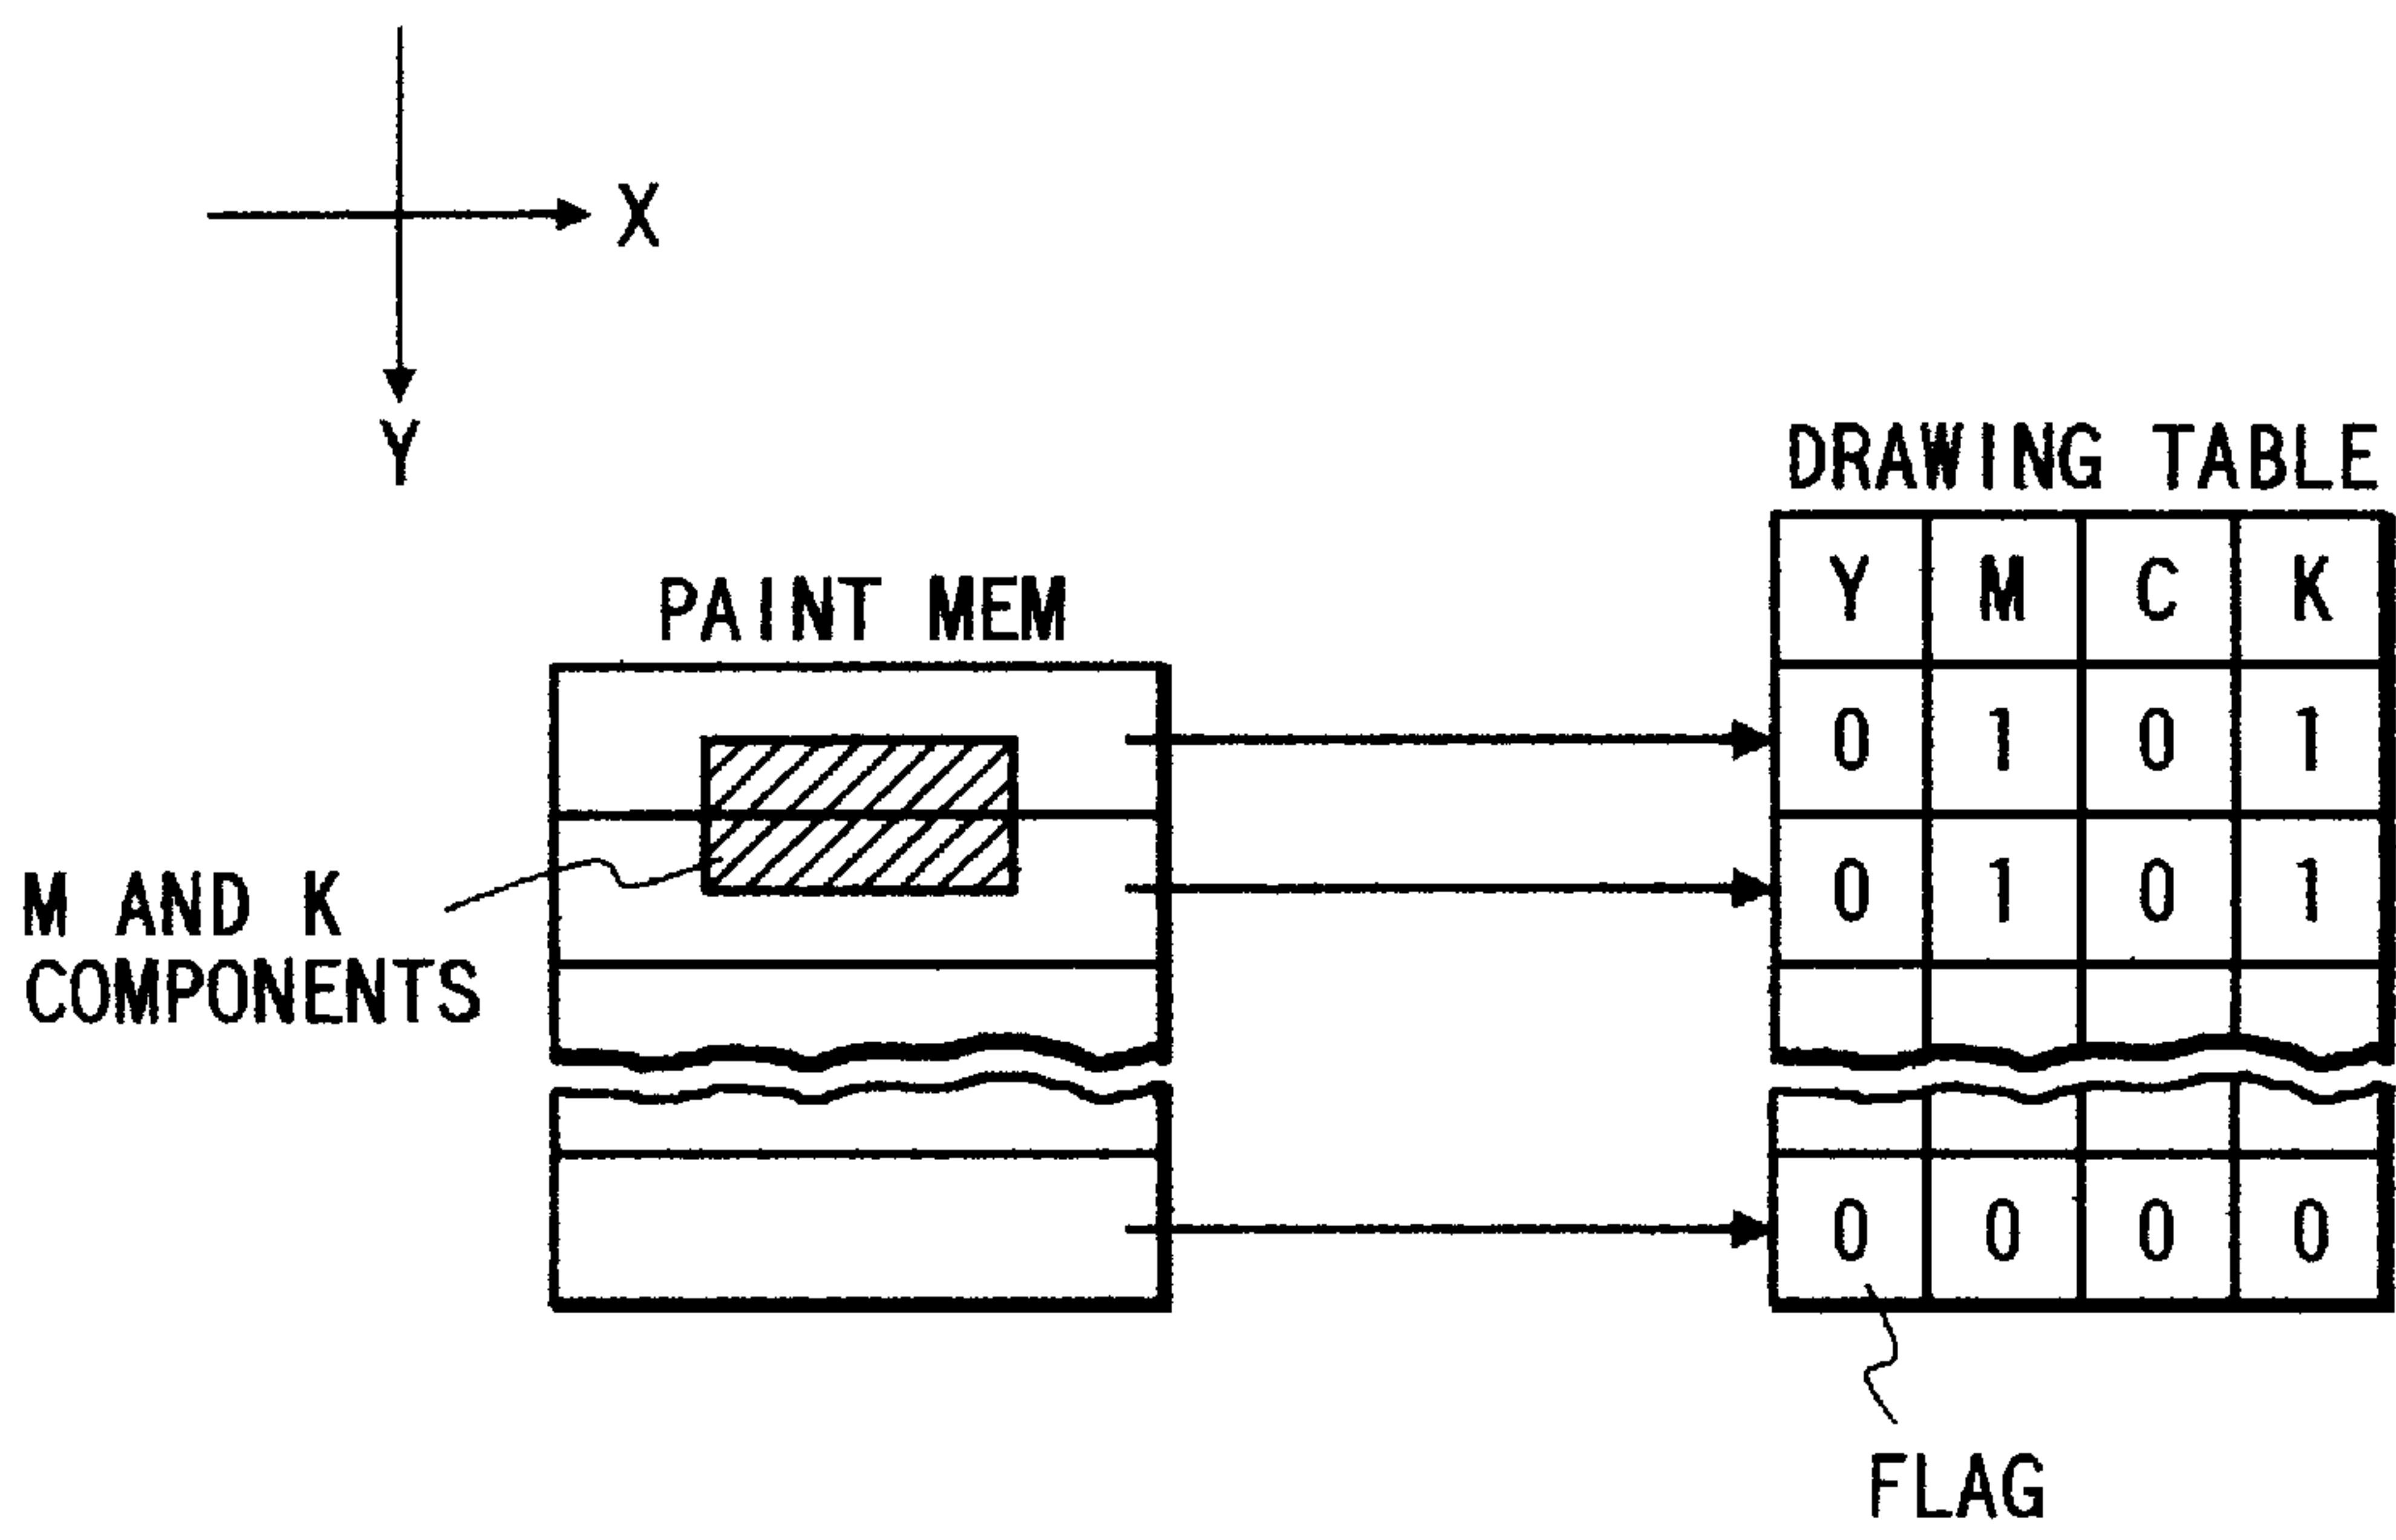 X
Y
DRAWING TABLE
PAINT MEM
Y M C K
0 1 0 1
M AND K
COMPONENTS
0 1 0 1
0 0 0 0
FLAG